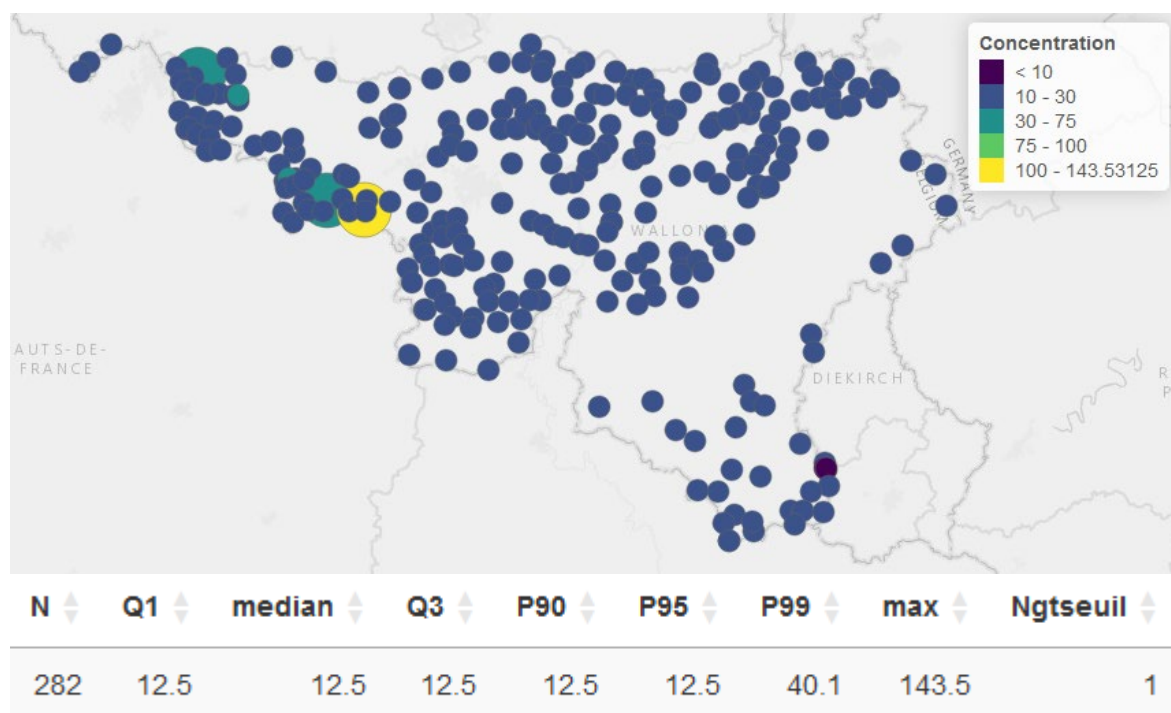 Concentration
< 10
10 - 30
30 - 75
75 - 100
100 - 143.53125
GERMANY
BELGIUM
WALLON
AUTS-DE-
FRANCE
DIEKIRCH
R
P
N Q1 median Q3 P90 P95 P99 max Ngtseuil
282 12.5 12.5 12.5 12.5 12.5 40.1 143.5 1